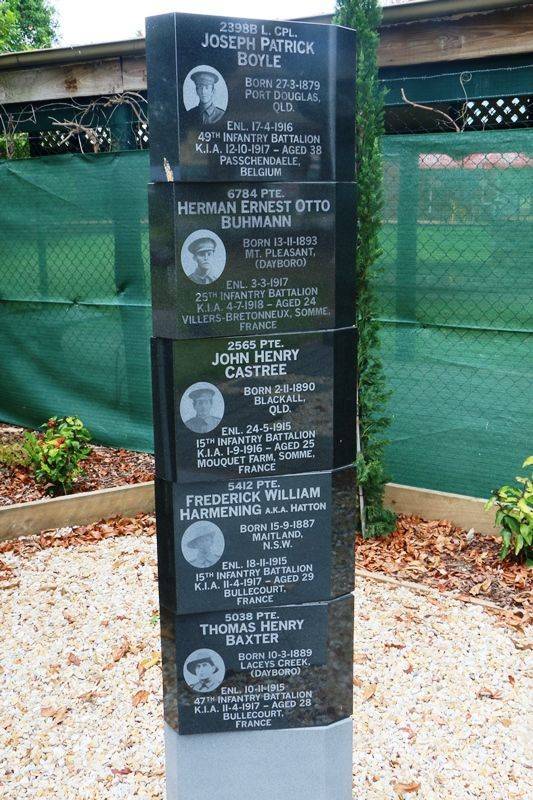 2398B L. CPL.
JOSEPH PATRICK
BOYLE
BORN 27-3-1879
PORT DOUGLAS,
QLD.
ENL. 17-4-1916
49TH INFANTRY BATTALION
K.I.A. 12-10-1917 – AGED 38
PASSCHENDAELE,
BELGIUM
6784 PTE.
HERMAN ERNEST OTTO
BUHMANN
BORN 13-11-1893
MT. PLEASANT,
(DAYBORO)
ENL. 3-3-1917
25TH INFANTRY BATTALION
K.I.A. 4-7-1918 – AGED 24
VILLERS-BRETONNEUX, SOMME,
FRANCE
2565 PTE.
JOHN HENRY
CASTREE
BORN 2-11-1890
BLACKALL,
QLD.
ENL. 24-5-1915
15TH INFANTRY BATTALION
K.I.A. 1-9-1916 – AGED 25
MOUQUET FARM, SOMME,
FRANCE
5412 PTE.
FREDERICK WILLIAM
HARMENING A.K.A. HATTON
BORN 15-9-1887
MAITLAND,
N.S.W.
ENL. 18-11-1915
15TH INFANTRY BATTALION
K.I.A. 11-4-1917 – AGED 29
BULLECOURT,
FRANCE
5038 PTE.
THOMAS HENRY
BAXTER
BORN 10-3-1889
LACEYS CREEK,
(DAYBORO)
ENL. 10-11-1915
47TH INFANTRY BATTALION
K.I.A. 11-4-1917 – AGED 28
BULLECOURT,
FRANCE